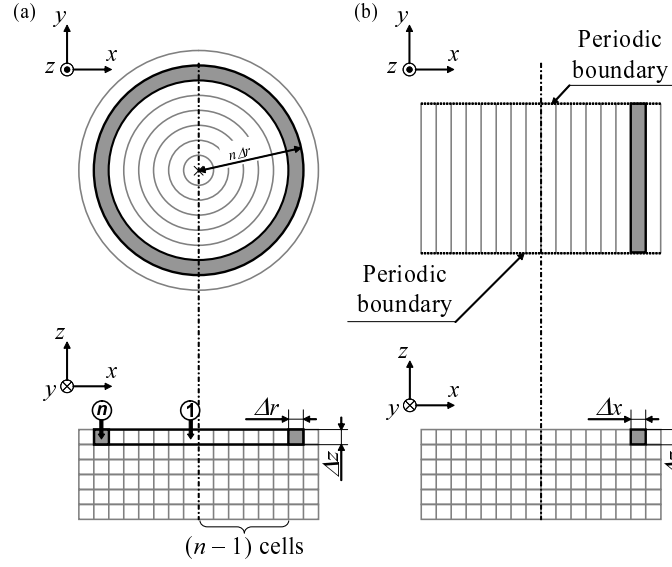 (a)
y
x
z
nΔr
(b)
y
x
z
Periodic
boundary
Periodic
boundary
z
x
y
n
1
Δr
Δz
(n – 1) cells
z
x
y
Δx